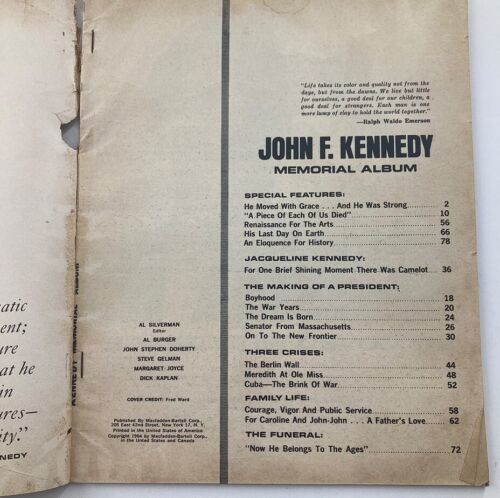 "Life takes its color and quality not from the
days, but from the dawns. We live but little
for ourselves, a good deal for our children, a
good deal for strangers. Each man is one
more lump of clay to hold the world together."
—Ralph Waldo Emerson
JOHN F. KENNEDY
MEMORIAL ALBUM
SPECIAL FEATURES:
He Moved With Grace . . . And He Was Strong 2
"A Piece Of Each Of Us Died" 10
Renaissance For The Arts 56
His Last Day On Earth 66
An Eloquence For History 78
JACQUELINE KENNEDY:
For One Brief Shining Moment There Was Camelot 36
THE MAKING OF A PRESIDENT:
Boyhood 18
The War Years 20
The Dream Is Born 24
Senator From Massachusetts 26
On To The New Frontier 30
THREE CRISES:
The Berlin Wall 44
Meredith At Ole Miss 48
Cuba—The Brink Of War 52
FAMILY LIFE:
Courage, Vigor And Public Service 58
For Caroline And John-John . . . A Father's Love 62
THE FUNERAL:
"Now He Belongs To The Ages" 72
AL SILVERMAN
Editor
AL BURGER
JOHN STEPHEN DOHERTY
STEVE GELMAN
MARGARET JOYCE
DICK KAPLAN
COVER CREDIT: Fred Ward
Published By Macfadden-Bartell Corp.,
205 East 42nd Street, New York 17, N. Y.
Printed in the United States of America
Copyright 1964 by Macfadden-Bartell Corp.
in the United States and Canada
KENNEDY MEMORIAL ALBUM
atic
ent;
ure
at he
in
ures—
ity."
NEDY